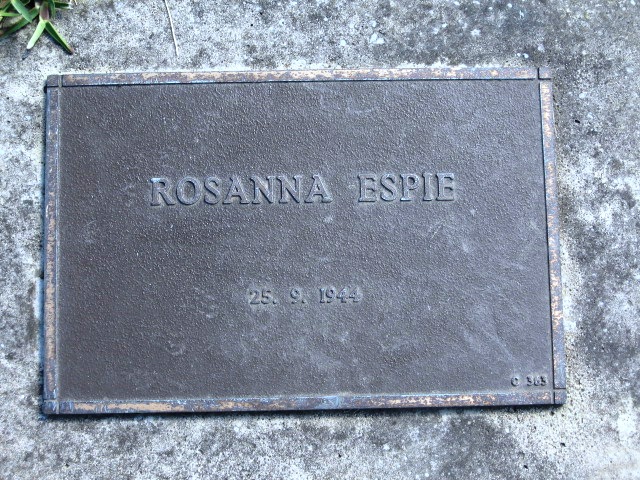 ROSANNA ESPIE
25. 9. 1944
C 363